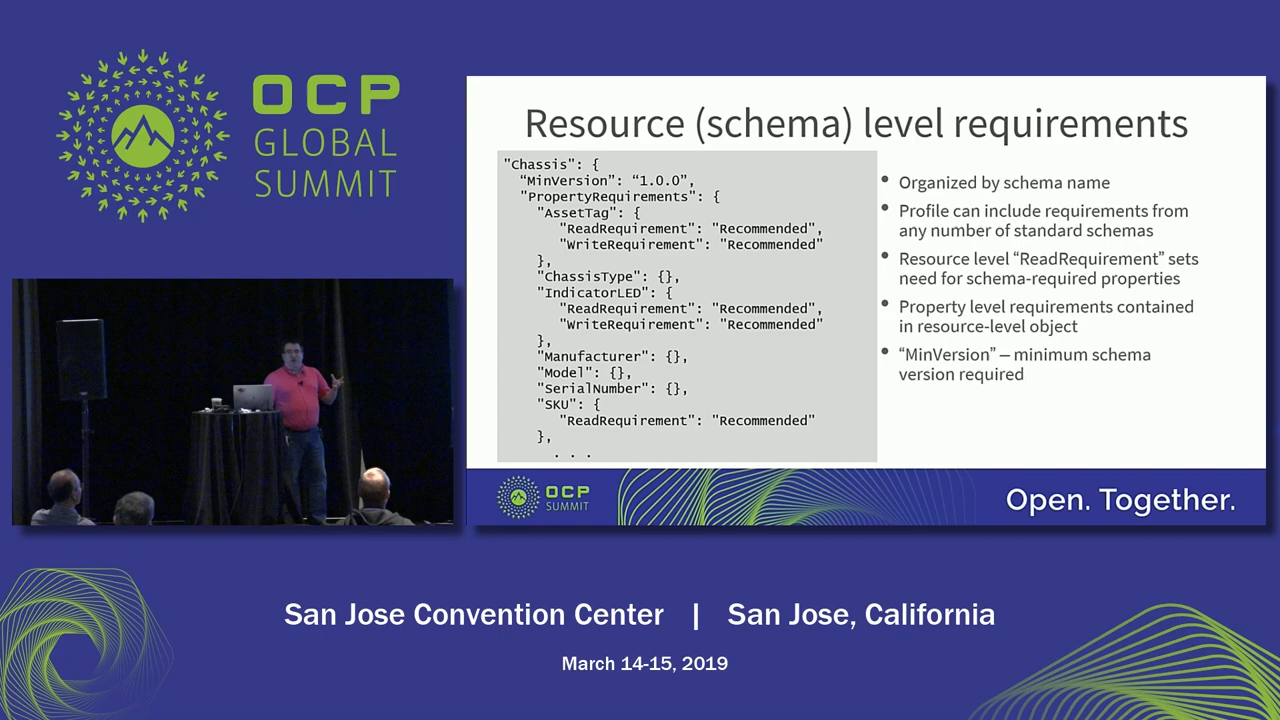 OCP
GLOBAL
SUMMIT
Resource (schema) level requirements
"Chassis": {
“MinVersion”: “1.0.0”,
"PropertyRequirements": {
"AssetTag": {
"ReadRequirement": "Recommended",
"WriteRequirement": "Recommended"
},
"ChassisType": {},
"IndicatorLED": {
"ReadRequirement": "Recommended",
"WriteRequirement": "Recommended"
},
"Manufacturer": {},
"Model": {},
"SerialNumber": {},
"SKU": {
"ReadRequirement": "Recommended"
},
. . .
• Organized by schema name
• Profile can include requirements from
any number of standard schemas
• Resource level “ReadRequirement” sets
need for schema-required properties
• Property level requirements contained
in resource-level object
• “MinVersion” – minimum schema
version required
OCP
SUMMIT
Open. Together.
San Jose Convention Center | San Jose, California
March 14-15, 2019